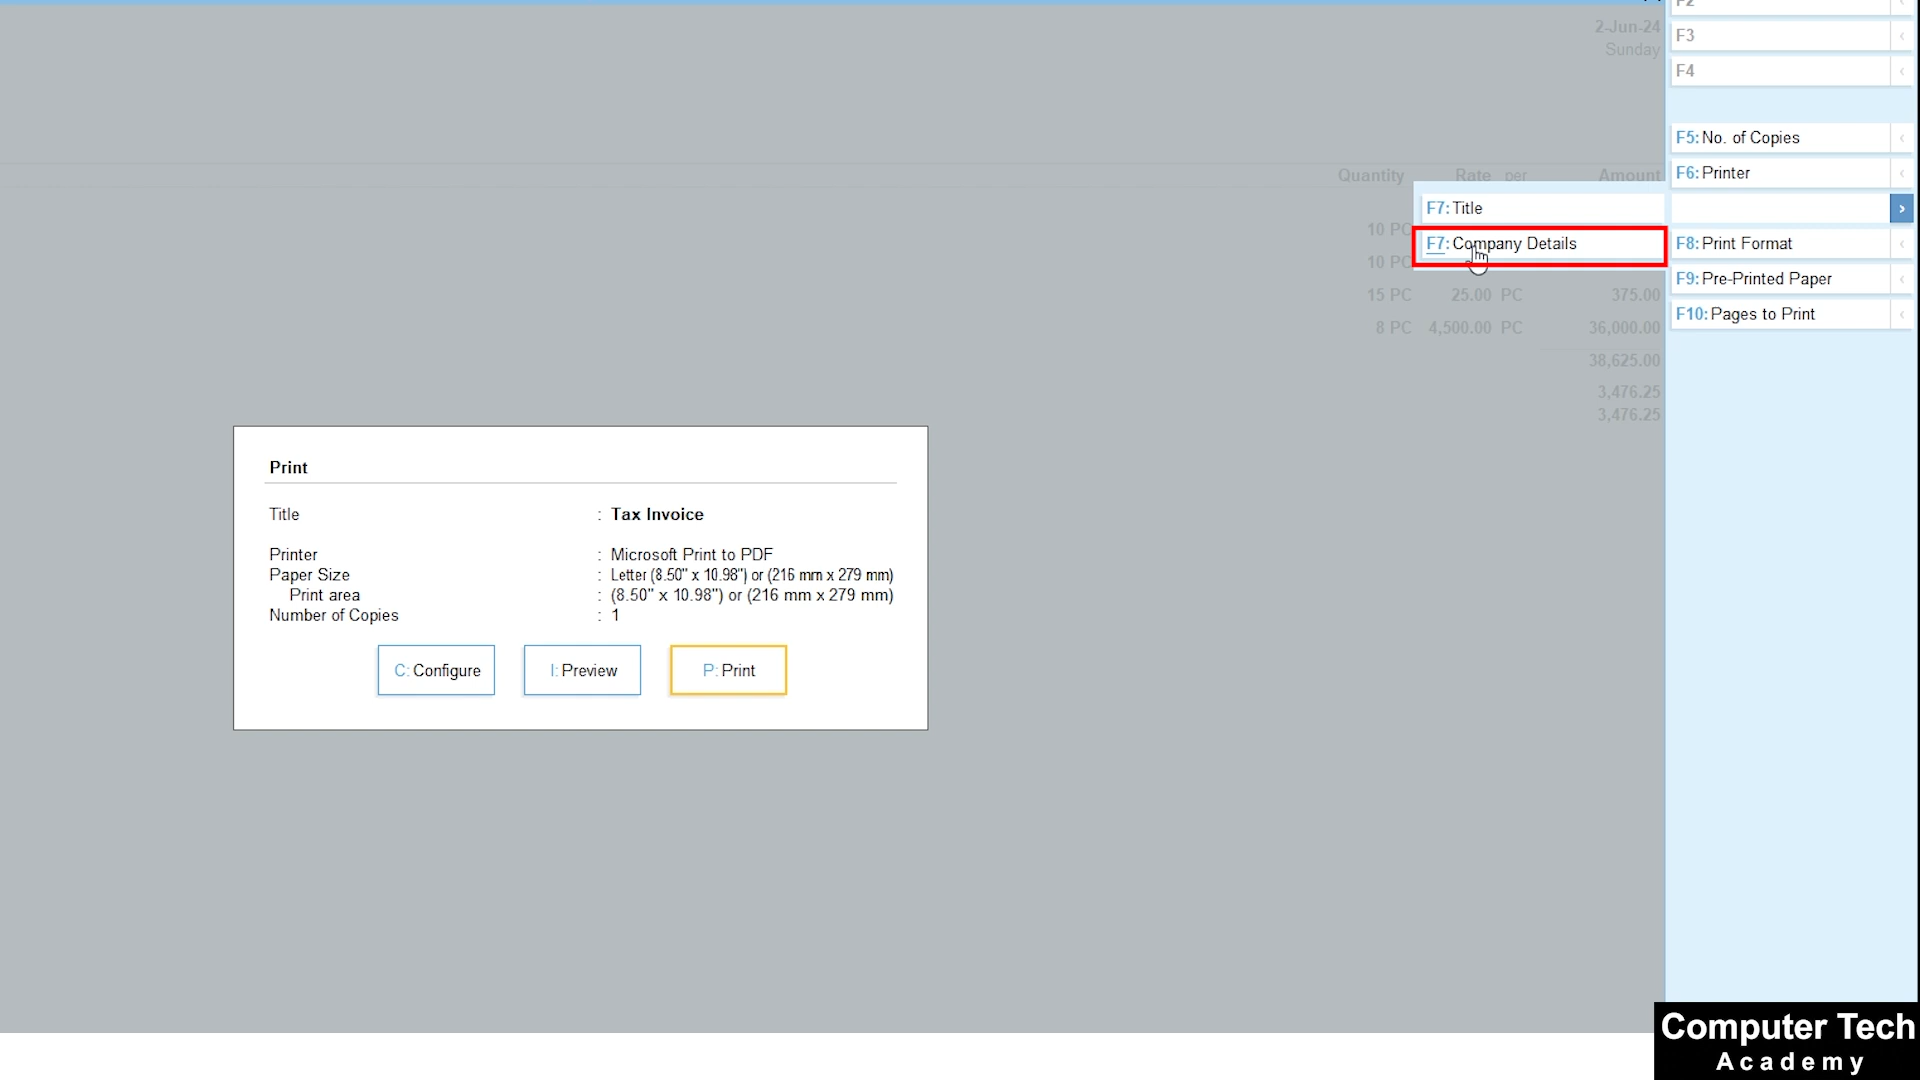 F2
2-Jun-24
Sunday
F3
F4
F5: No. of Copies
F6: Printer
Quantity Rate per Amount
F7: Title
F7: Company Details
F8: Print Format
F9: Pre-Printed Paper
F10: Pages to Print
10 PC
10 PC
15 PC 25.00 PC 375.00
8 PC 4,500.00 PC 36,000.00
38,625.00
3,476.25
3,476.25
Print
Title : Tax Invoice
Printer : Microsoft Print to PDF
Paper Size : Letter (8.50" x 10.98") or (216 mm x 279 mm)
Print area : (8.50" x 10.98") or (216 mm x 279 mm)
Number of Copies : 1
C: Configure I: Preview P: Print
Computer Tech
Academy